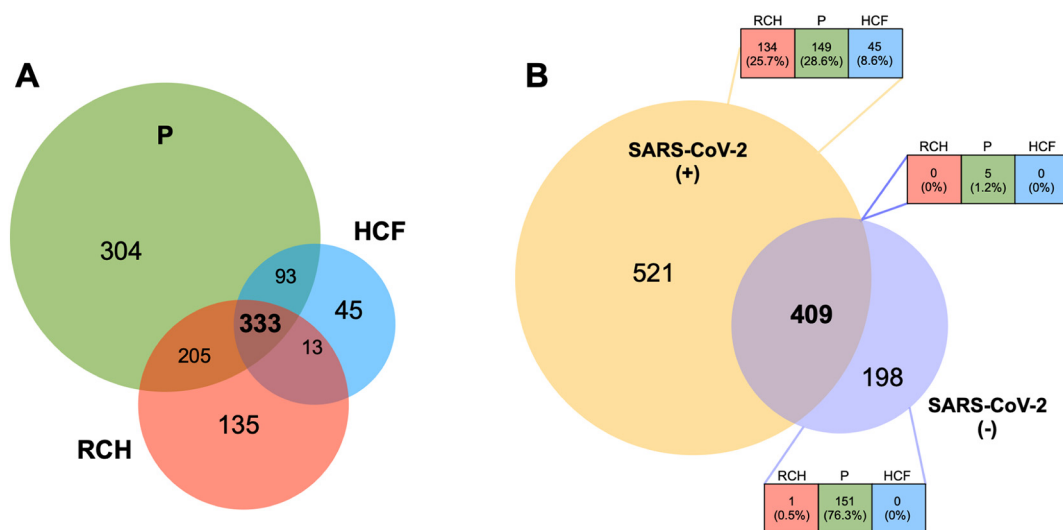 A
P
304
HCF
93
45
333
205
13
135
RCH
B
RCH P HCF
134 149 45
(25.7%) (28.6%) (8.6%)
SARS-CoV-2
(+)
RCH P HCF
0 5 0
(0%) (1.2%) (0%)
521
409
198
SARS-CoV-2
(-)
RCH P HCF
1 151 0
(0.5%) (76.3%) (0%)